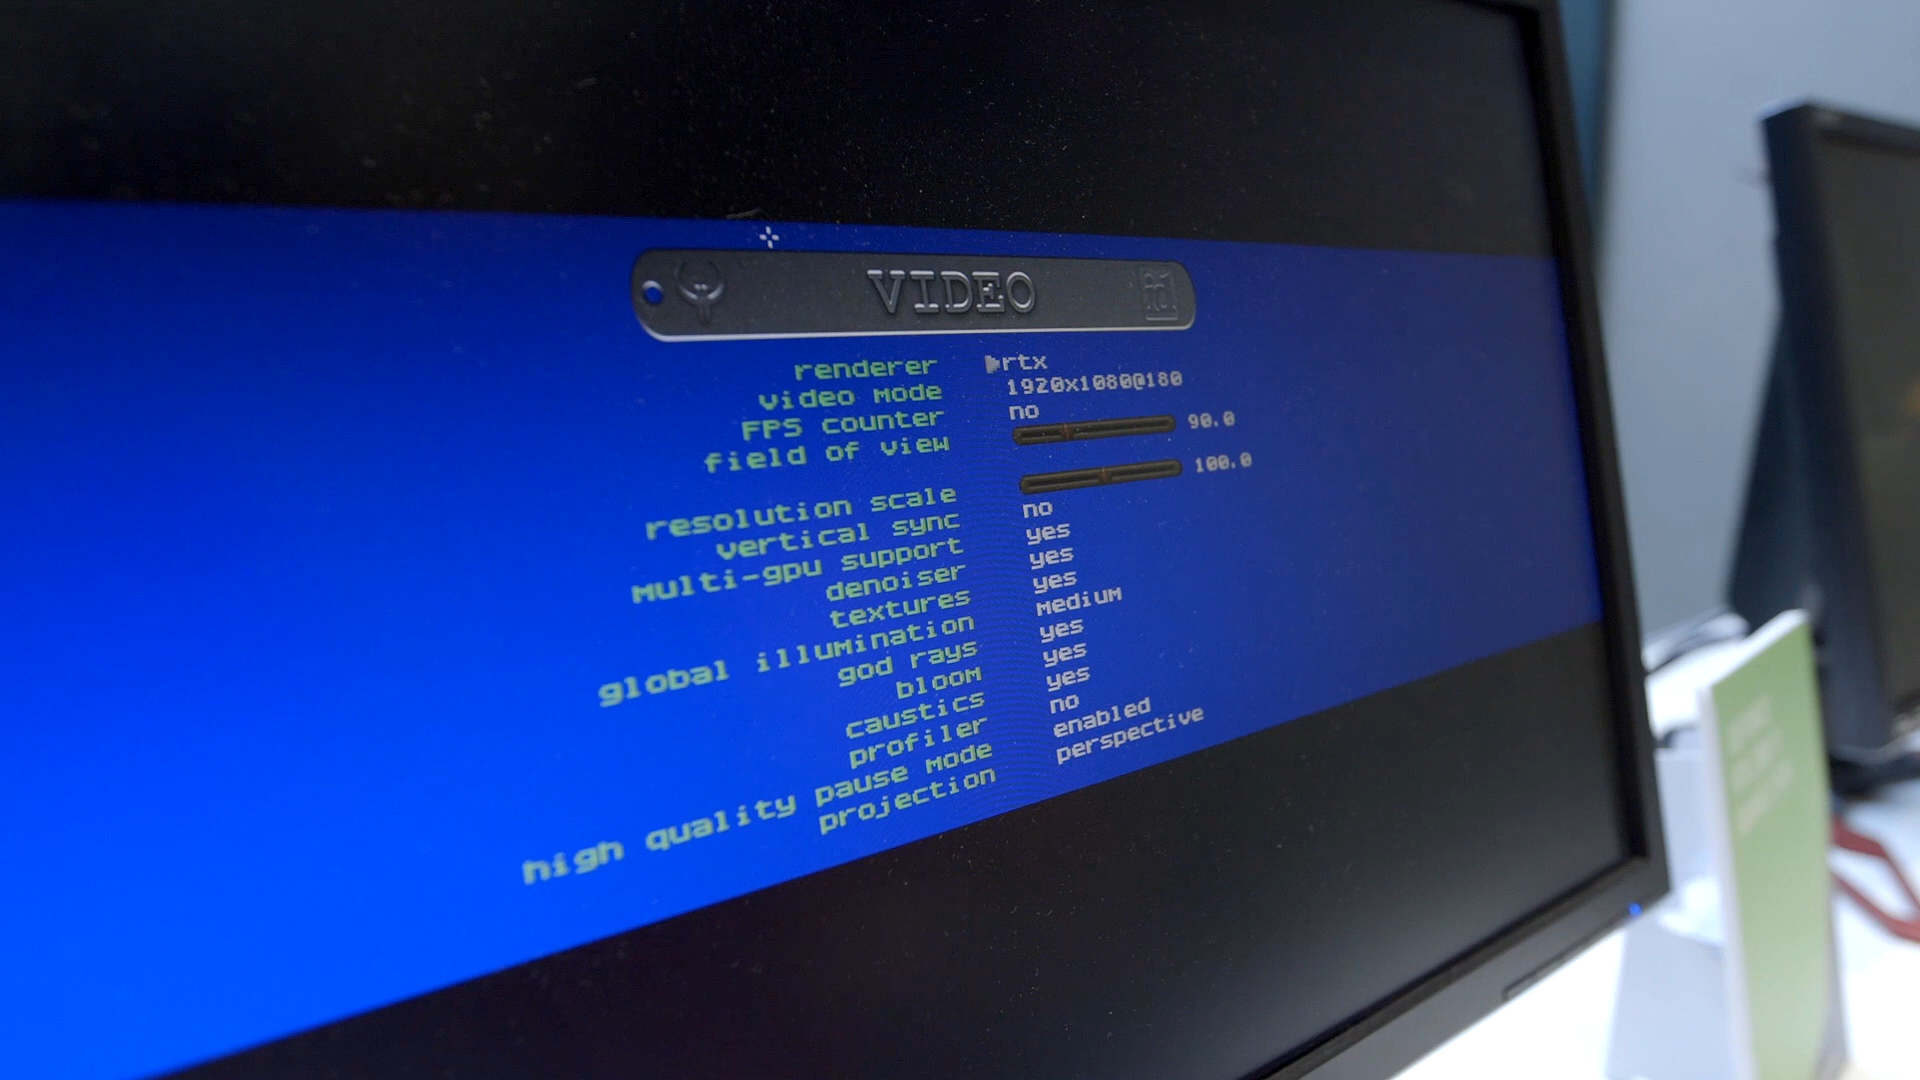 VIDEO
id
renderer rtx
video mode 1920x1080@180
FPS counter no
field of view 90.0
resolution scale 100.0
vertical sync no
multi-gpu support yes
denoiser yes
textures yes
global illumination medium
god rays yes
bloom yes
caustics yes
profiler no
high quality pause mode enabled
projection perspective